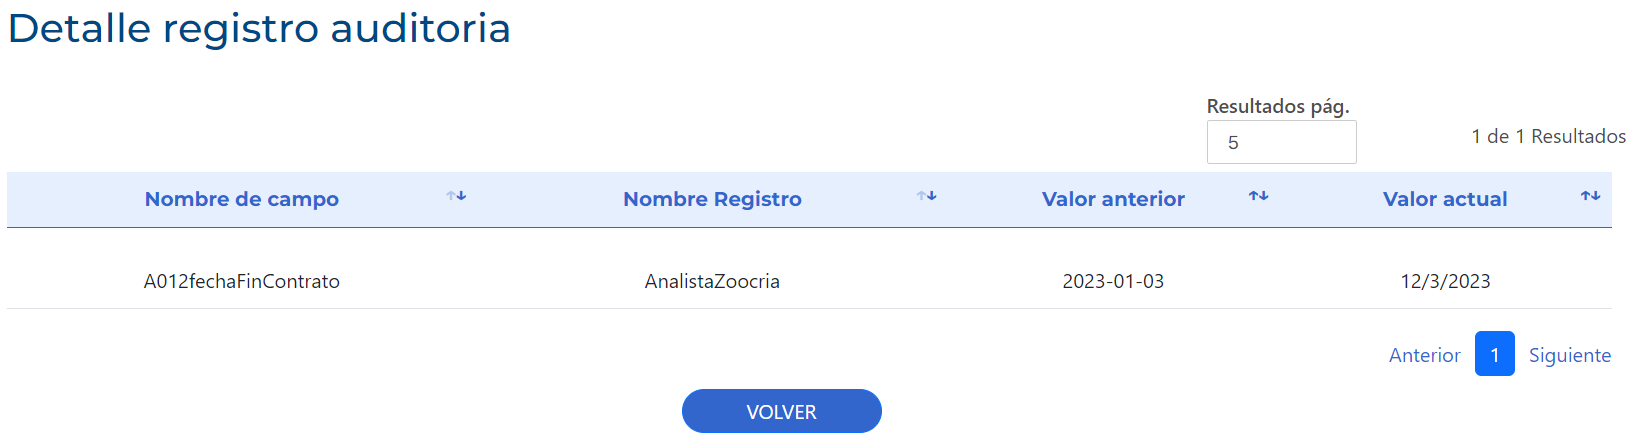 Detalle registro auditoria
Resultados pág.
5
1 de 1 Resultados
Nombre de campo Nombre Registro Valor anterior Valor actual
A012fechaFinContrato AnalistaZoocria 2023-01-03 12/3/2023
Anterior 1 Siguiente
VOLVER